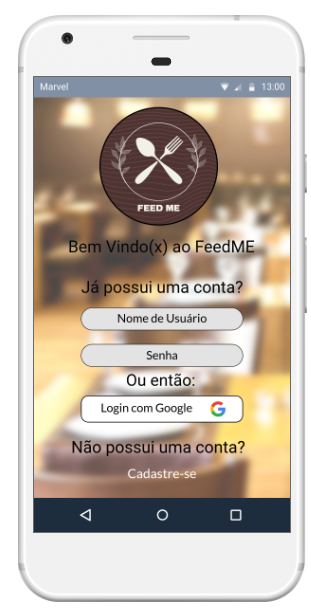 Marvel
13:00
FEED ME
Bem Vindo(x) ao FeedME
Já possui uma conta?
Nome de Usuário
Senha
Ou então:
Login com Google
Não possui uma conta?
Cadastre-se